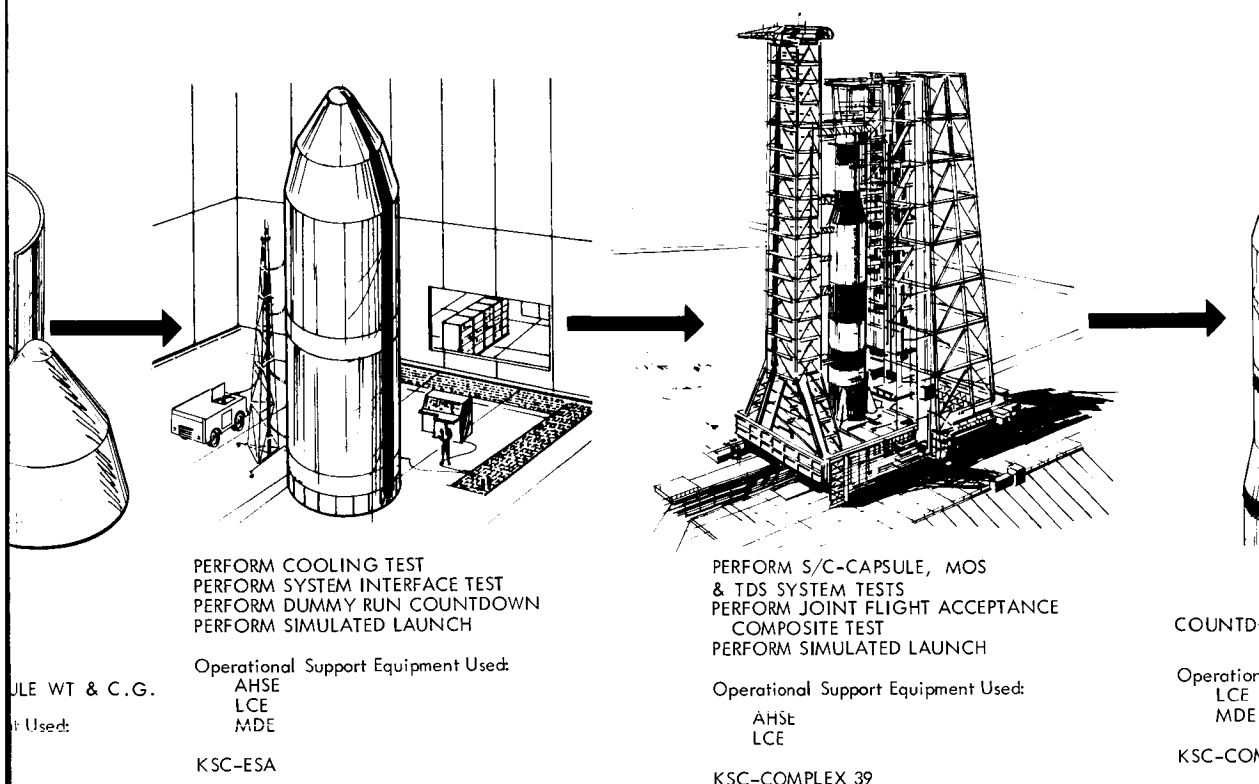 PERFORM COOLING TEST
PERFORM SYSTEM INTERFACE TEST
PERFORM DUMMY RUN COUNTDOWN
PERFORM SIMULATED LAUNCH
Operational Support Equipment Used:
AHSE
LCE
MDE
KSC-ESA
PERFORM S/C-CAPSULE, MOS
& TDS SYSTEM TESTS
PERFORM JOINT FLIGHT ACCEPTANCE
COMPOSITE TEST
PERFORM SIMULATED LAUNCH
Operational Support Equipment Used:
AHSE
LCE
KSC-COMPLEX 39
WT & C.G.
Used:
LCE
MDE